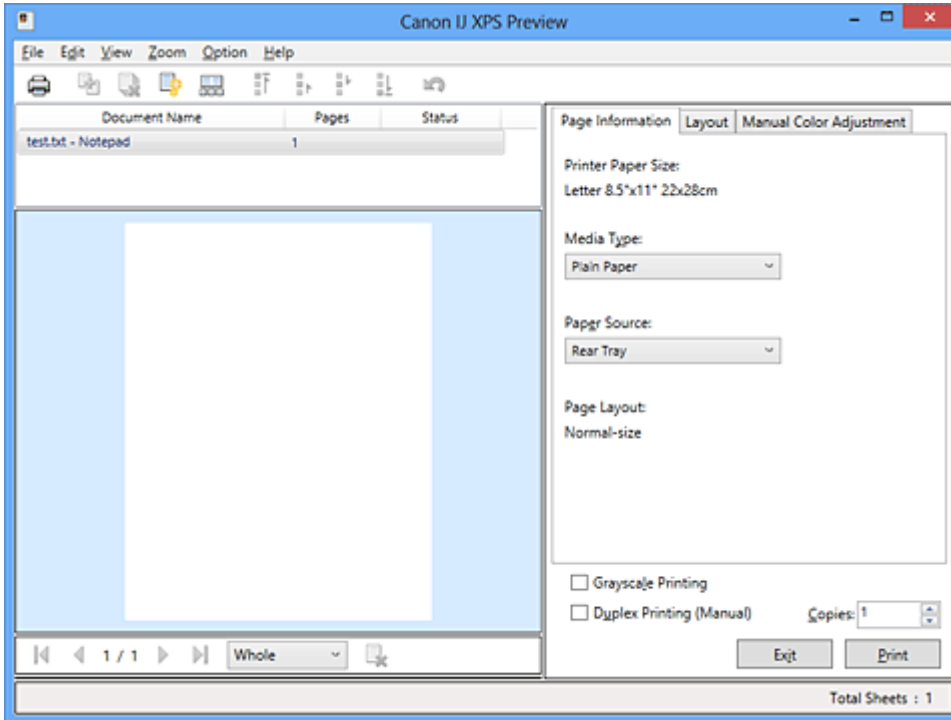 Canon IJ XPS Preview
File Edit View Zoom Option Help
Document Name Pages Status
test.txt - Notepad 1
Page Information Layout Manual Color Adjustment
Printer Paper Size:
Letter 8.5"x11" 22x28cm
Media Type:
Plain Paper
Paper Source:
Rear Tray
Page Layout:
Normal-size
Grayscale Printing
Duplex Printing (Manual) Copies: 1
1 / 1 Whole
Exit Print
Total Sheets : 1